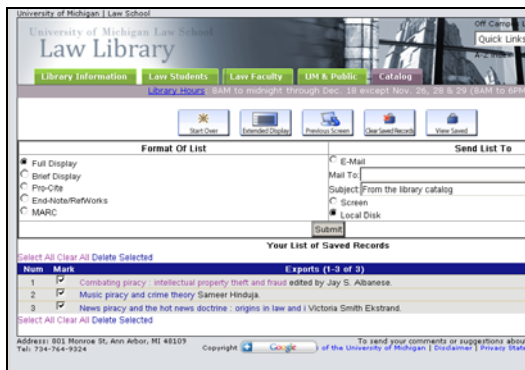 University of Michigan | Law School
University of Michigan Law School
Law Library
Off Campus
Quick Links
Library Information
Law Students
Law Faculty
UM & Public
Catalog
Library Hours: 8AM to midnight through Dec. 18 except Nov. 26, 28 & 29 (8AM to 6PM
Start Over
Extended Display
Previous Screen
Clear Saved Records
View Saved
Format Of List
Send List To
Full Display
Brief Display
Pro-Cite
End-Note/RefWorks
MARC
E-Mail
Mail To:
Subject: From the library catalog
Screen
Local Disk
Submit
Your List of Saved Records
Select All Clear All Delete Selected
Num Mark Exports (1-3 of 3)
1 Combating piracy : intellectual property theft and fraud edited by Jay S. Albanese.
2 Music piracy and crime theory Sameer Hinduja.
3 News piracy and the hot news doctrine : origins in law and i Victoria Smith Ekstrand.
Select All Clear All Delete Selected
Address: 801 Monroe St, Ann Arbor, MI 48109
Tel: 734-764-9324
To send your comments or suggestions about
Copyright Google of the University of Michigan | Disclaimer | Privacy State